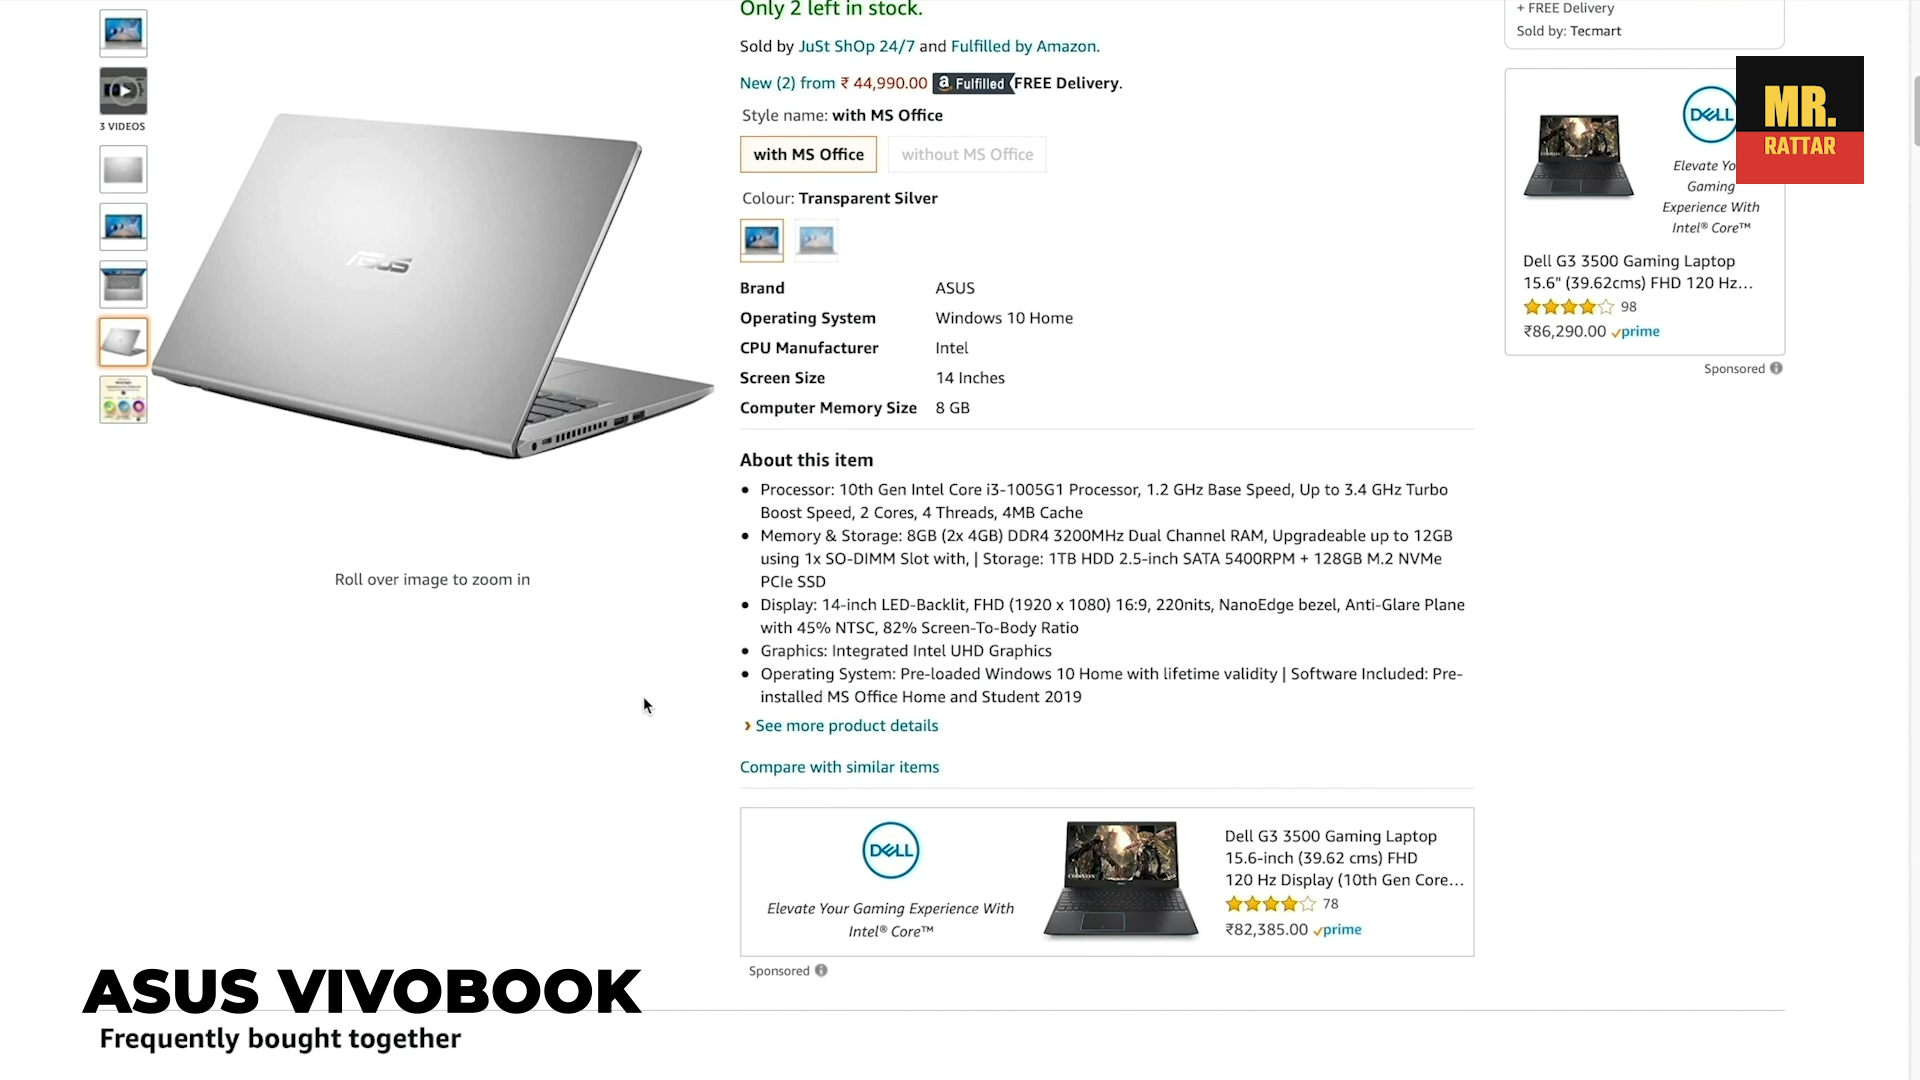 Only 2 left in stock.
Sold by JuSt ShOp 24/7 and Fulfilled by Amazon.
New (2) from ₹ 44,990.00 a Fulfilled FREE Delivery.
Style name: with MS Office
with MS Office
without MS Office
Colour: Transparent Silver
3 VIDEOS
ASUS
Brand ASUS
Operating System Windows 10 Home
CPU Manufacturer Intel
Screen Size 14 Inches
Computer Memory Size 8 GB
About this item
• Processor: 10th Gen Intel Core i3-1005G1 Processor, 1.2 GHz Base Speed, Up to 3.4 GHz Turbo
Boost Speed, 2 Cores, 4 Threads, 4MB Cache
• Memory & Storage: 8GB (2x 4GB) DDR4 3200MHz Dual Channel RAM, Upgradeable up to 12GB
using 1x SO-DIMM Slot with, | Storage: 1TB HDD 2.5-inch SATA 5400RPM + 128GB M.2 NVMe
PCIe SSD
• Display: 14-inch LED-Backlit, FHD (1920 x 1080) 16:9, 220nits, NanoEdge bezel, Anti-Glare Plane
with 45% NTSC, 82% Screen-To-Body Ratio
• Graphics: Integrated Intel UHD Graphics
• Operating System: Pre-loaded Windows 10 Home with lifetime validity | Software Included: Pre-
installed MS Office Home and Student 2019
› See more product details
Compare with similar items
Roll over image to zoom in
DELL
Elevate Your Gaming Experience With
Intel® Core™
Dell G3 3500 Gaming Laptop
15.6-inch (39.62 cms) FHD
120 Hz Display (10th Gen Core...
78
₹82,385.00 prime
Sponsored
+ FREE Delivery
Sold by: Tecmart
MR.
RATTAR
DELL
Elevate Yo
Gaming
Experience With
Intel® Core™
Dell G3 3500 Gaming Laptop
15.6" (39.62cms) FHD 120 Hz...
98
₹86,290.00 prime
Sponsored
ASUS VIVOBOOK
Frequently bought together